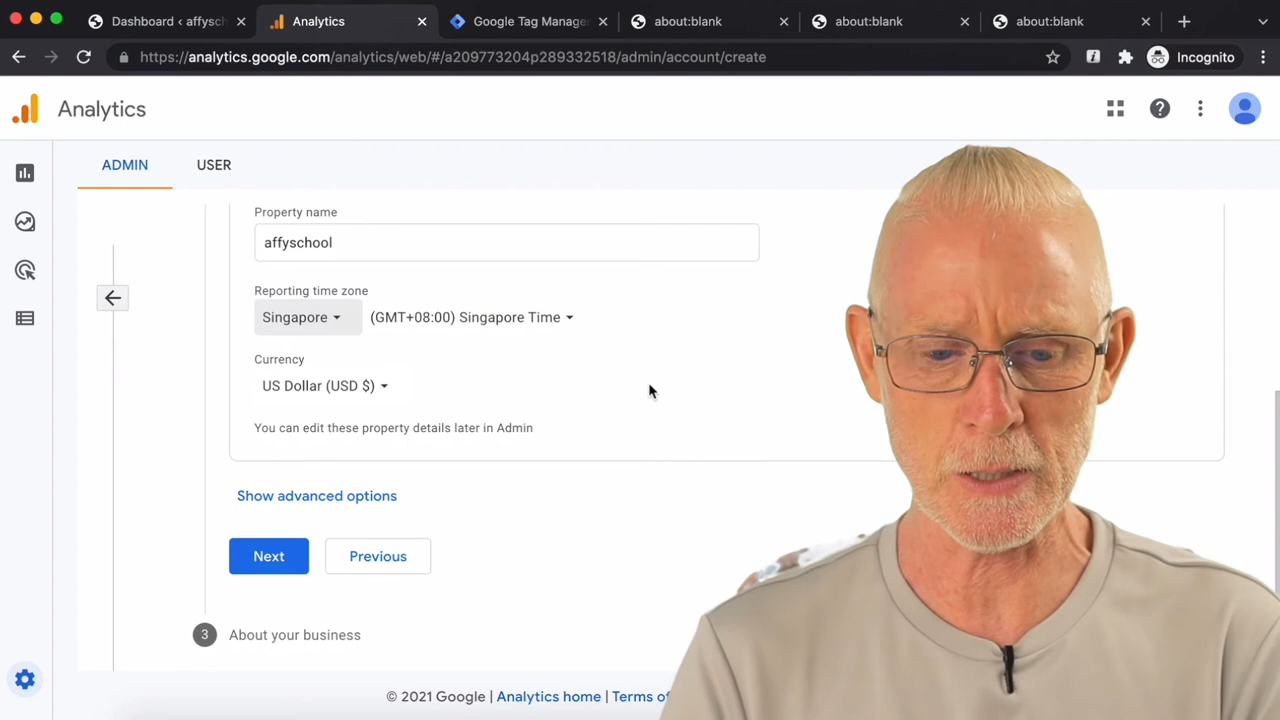 Dashboard ‹ affysch
Analytics
Google Tag Manage
about:blank
about:blank
about:blank
https://analytics.google.com/analytics/web/#/a209773204p289332518/admin/account/create
Incognito
Analytics
ADMIN
USER
Property name
affyschool
Reporting time zone
Singapore
(GMT+08:00) Singapore Time
Currency
US Dollar (USD $)
You can edit these property details later in Admin
Show advanced options
Next
Previous
3
About your business
© 2021 Google | Analytics home | Terms of